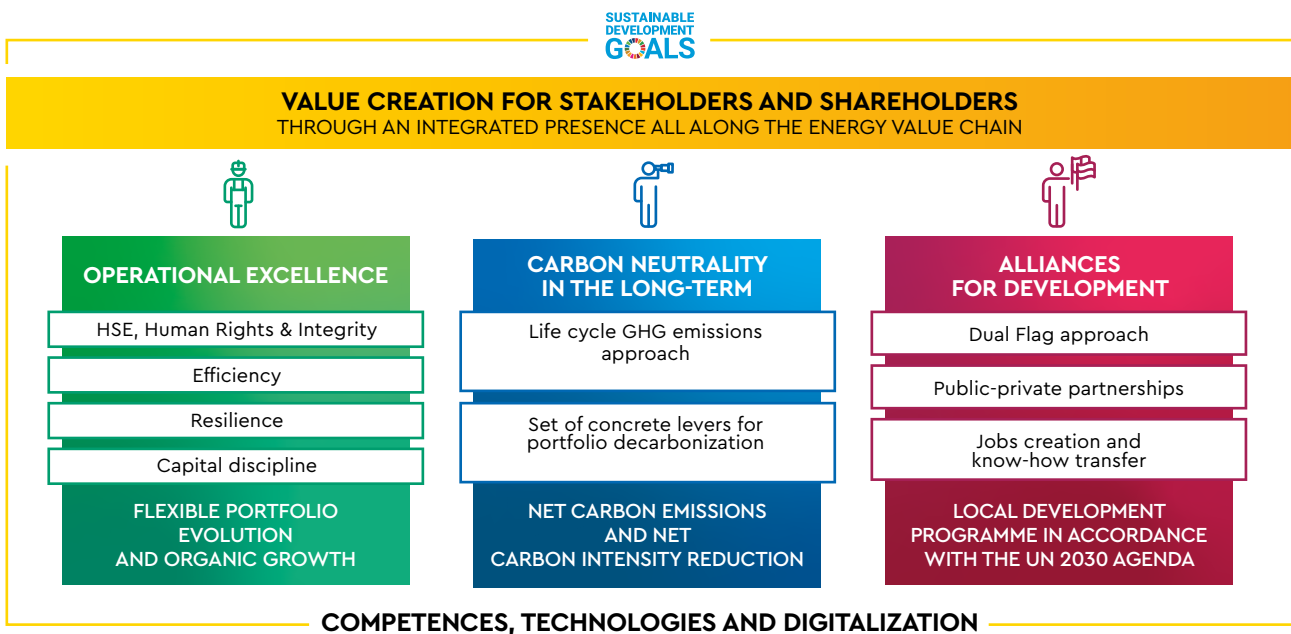 SUSTAINABLE
DEVELOPMENT
GOALS
VALUE CREATION FOR STAKEHOLDERS AND SHAREHOLDERS
THROUGH AN INTEGRATED PRESENCE ALL ALONG THE ENERGY VALUE CHAIN
OPERATIONAL EXCELLENCE
HSE, Human Rights & Integrity
Efficiency
Resilience
Capital discipline
FLEXIBLE PORTFOLIO
EVOLUTION
AND ORGANIC GROWTH
CARBON NEUTRALITY
IN THE LONG-TERM
Life cycle GHG emissions
approach
Set of concrete levers for
portfolio decarbonization
NET CARBON EMISSIONS
AND NET
CARBON INTENSITY REDUCTION
ALLIANCES
FOR DEVELOPMENT
Dual Flag approach
Public-private partnerships
Jobs creation and
know-how transfer
LOCAL DEVELOPMENT
PROGRAMME IN ACCORDANCE
WITH THE UN 2030 AGENDA
COMPETENCES, TECHNOLOGIES AND DIGITALIZATION